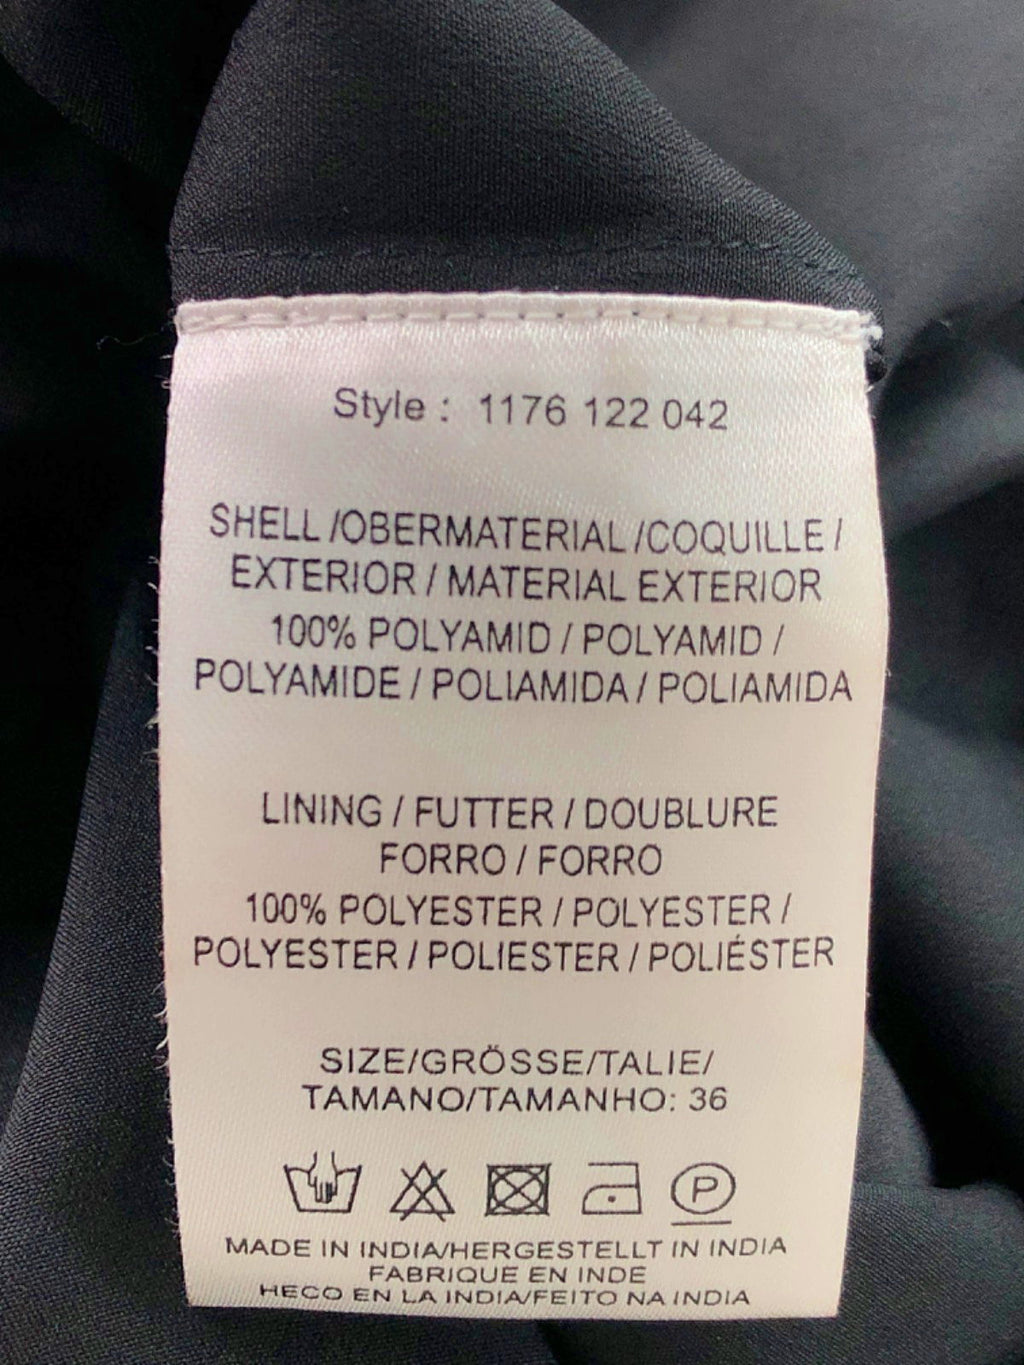 Style : 1176 122 042
SHELL /OBERMATERIAL /COQUILLE /
EXTERIOR / MATERIAL EXTERIOR
100% POLYAMID / POLYAMID /
POLYAMIDE / POLIAMIDA / POLIAMIDA
LINING / FUTTER / DOUBLURE
FORRO / FORRO
100% POLYESTER / POLYESTER /
POLYESTER / POLIESTER / POLIÉSTER
SIZE/GRÖSSE/TALIE/
TAMANO/TAMANHO: 36
P
MADE IN INDIA/HERGESTELLT IN INDIA
FABRIQUE EN INDE
HECO EN LA INDIA/FEITO NA INDIA